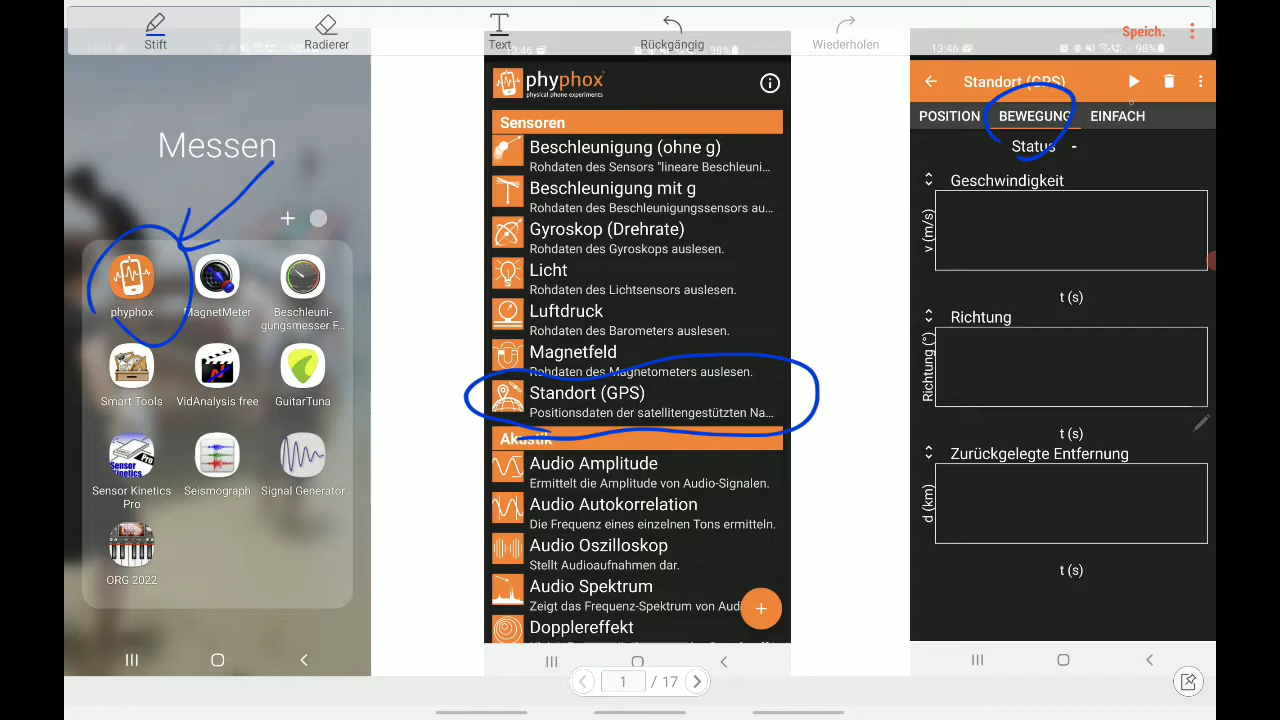 Stift
Radierer
Text
Rückgängig
Wiederholen
Speich.
Messen
phyphox
MagnetMeter
Beschleuni-
gungsmesser F...
Smart Tools
VidAnalysis free
GuitarTuna
Sensor Kinetics
Pro
Seismograph
Signal Generator
ORG 2022
13:46
98%
phyphox
physical phone experiments
Sensoren
Beschleunigung (ohne g)
Rohdaten des Sensors "lineare Beschleuni...
Beschleunigung mit g
Rohdaten des Beschleunigungssensors au...
Gyroskop (Drehrate)
Rohdaten des Gyroskops auslesen.
Licht
Rohdaten des Lichtsensors auslesen.
Luftdruck
Rohdaten des Barometers auslesen.
Magnetfeld
Rohdaten des Magnetometers auslesen.
Standort (GPS)
Positionsdaten der satellitengestützten Na...
Akustik
Audio Amplitude
Ermittelt die Amplitude von Audio-Signalen.
Audio Autokorrelation
Die Frequenz eines einzelnen Tons ermitteln.
Audio Oszilloskop
Stellt Audioaufnahmen dar.
Audio Spektrum
Zeigt das Frequenz-Spektrum von Aud
Dopplereffekt
1 / 17
13:46
98%
Standort (GPS)
POSITION BEWEGUNG EINFACH
Status -
Geschwindigkeit
v (m/s)
t (s)
Richtung
Richtung (°)
t (s)
Zurückgelegte Entfernung
d (km)
t (s)